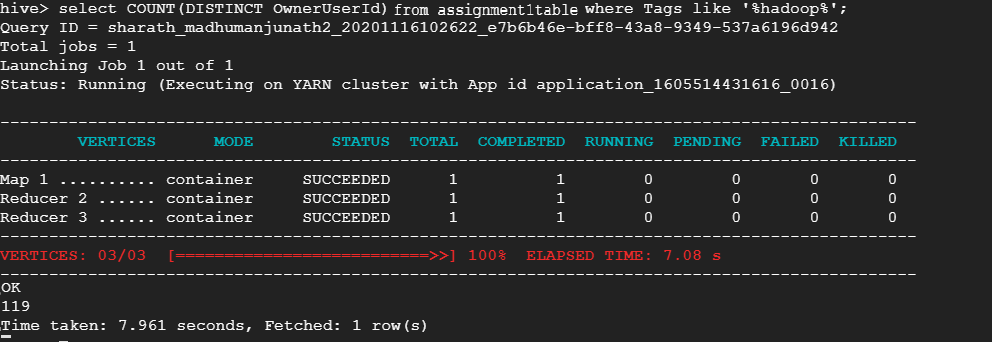 hive> select COUNT(DISTINCT OwnerUserId) from assignment1table where Tags like '%hadoop%';
Query ID = sharath_madhumanjunath2_20201116102622_e7b6b46e-bff8-43a8-9349-537a6196d942
Total jobs = 1
Launching Job 1 out of 1
Status: Running (Executing on YARN cluster with App id application_1605514431616_0016)
----------------------------------------------------------------------------------------------
VERTICES MODE STATUS TOTAL COMPLETED RUNNING PENDING FAILED KILLED
----------------------------------------------------------------------------------------------
Map 1 .......... container SUCCEEDED 1 1 0 0 0 0
Reducer 2 ...... container SUCCEEDED 1 1 0 0 0 0
Reducer 3 ...... container SUCCEEDED 1 1 0 0 0 0
----------------------------------------------------------------------------------------------
VERTICES: 03/03 [==========================>>] 100% ELAPSED TIME: 7.08 s
----------------------------------------------------------------------------------------------
OK
119
Time taken: 7.961 seconds, Fetched: 1 row(s)